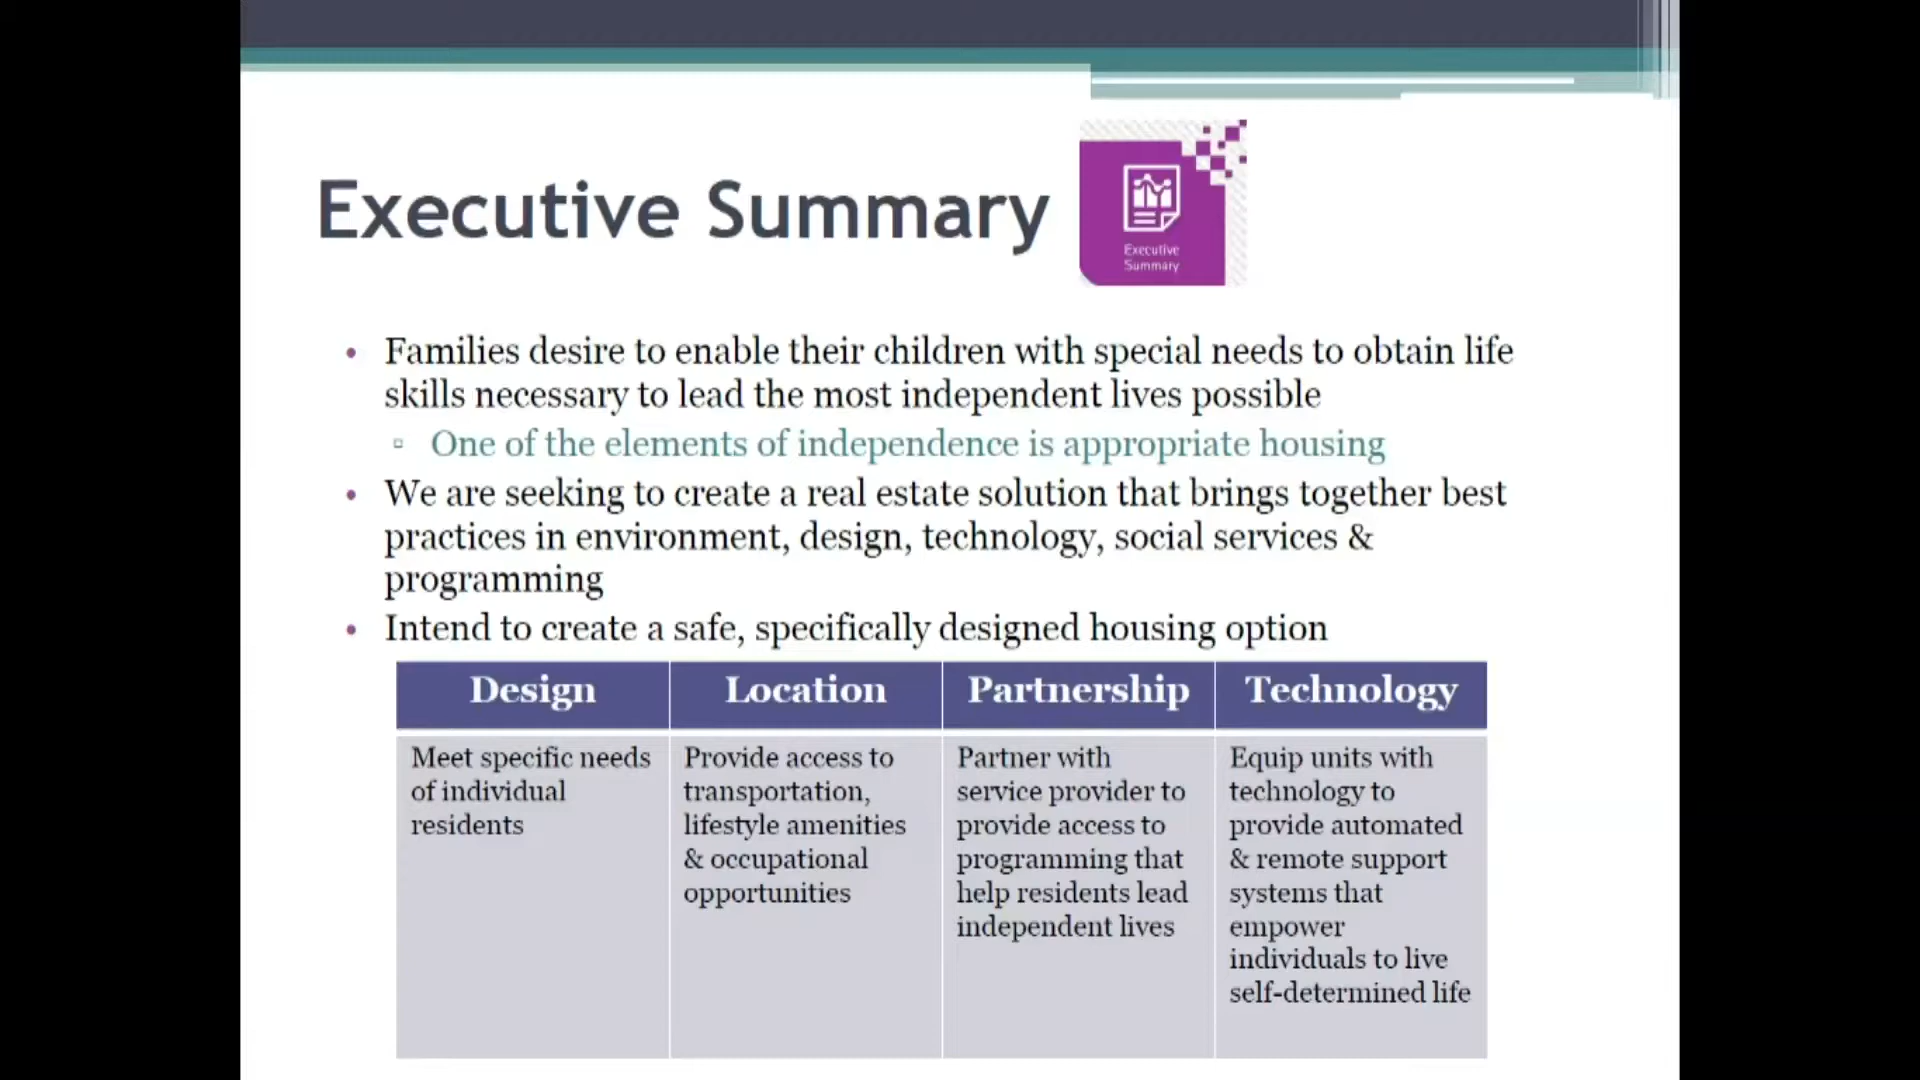 Executive Summary
Executive
Summary
• Families desire to enable their children with special needs to obtain life
skills necessary to lead the most independent lives possible
▫ One of the elements of independence is appropriate housing
• We are seeking to create a real estate solution that brings together best
practices in environment, design, technology, social services &
programming
• Intend to create a safe, specifically designed housing option
Design
Location
Partnership
Technology
Meet specific needs
of individual
residents
Provide access to
transportation,
lifestyle amenities
& occupational
opportunities
Partner with
service provider to
provide access to
programming that
help residents lead
independent lives
Equip units with
technology to
provide automated
& remote support
systems that
empower
individuals to live
self-determined life